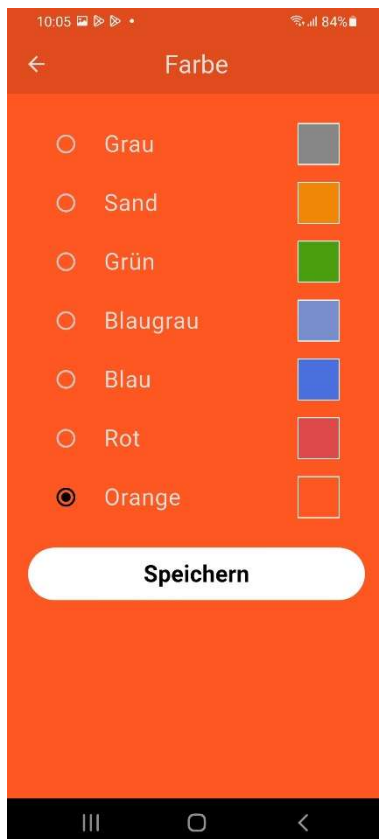 10:05 84%
Farbe
Grau
Sand
Grün
Blaugrau
Blau
Rot
Orange
Speichern